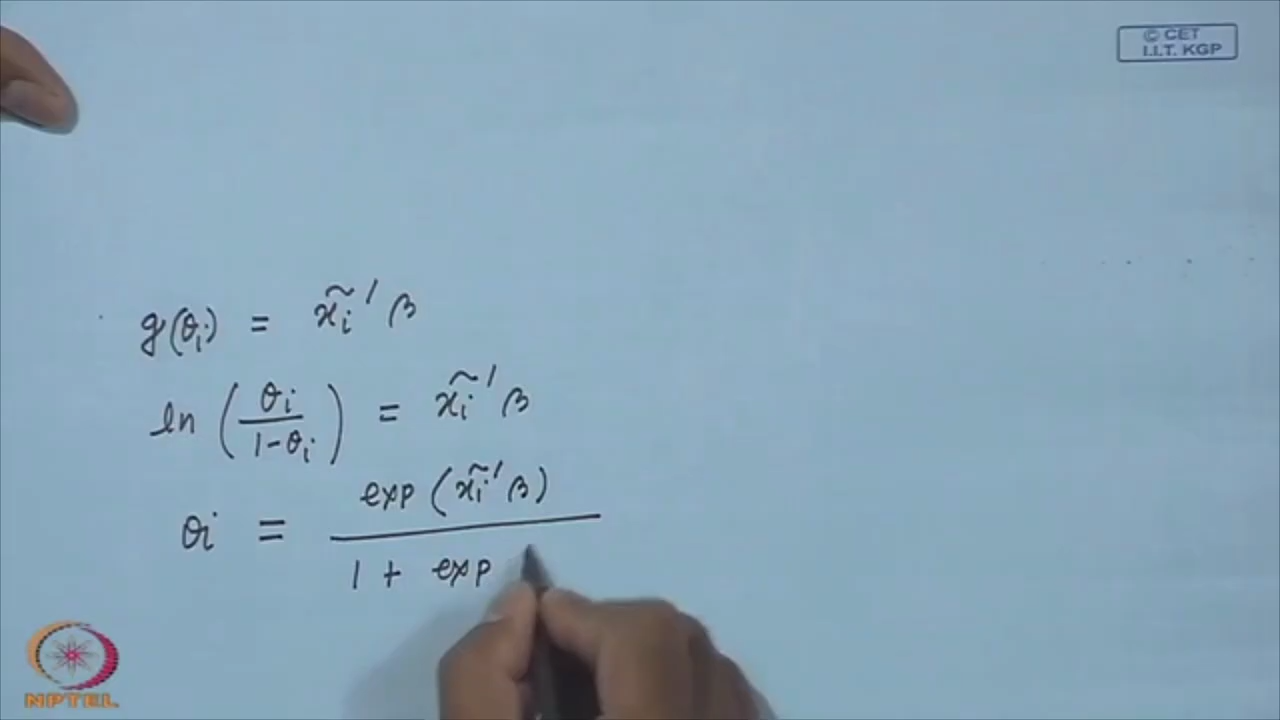 © CET
I.I.T. KGP
g(θi) = x̃i′ β
ln (θi / 1-θi) = x̃i′ β
θi = exp (x̃i′ β) / 1 + exp
NPTEL